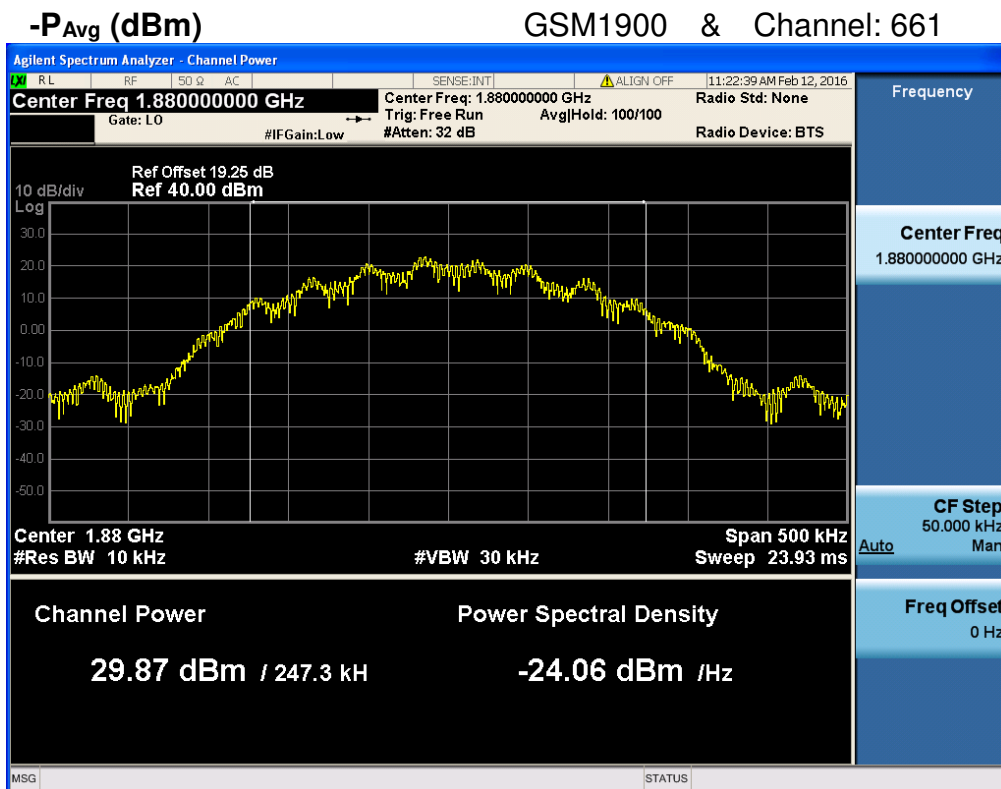 -PAvg (dBm) GSM1900 & Channel: 661
Agilent Spectrum Analyzer - Channel Power
LXI RL RF 50 Ω AC SENSE:INT ALIGN OFF 11:22:39 AM Feb 12, 2016
Center Freq 1.880000000 GHz
Gate: LO
#IFGain:Low
Center Freq: 1.880000000 GHz
Trig: Free Run Avg|Hold: 100/100
#Atten: 32 dB
Radio Std: None
Radio Device: BTS
Ref Offset 19.25 dB
10 dB/div Ref 40.00 dBm
Log
30.0
20.0
10.0
0.00
-10.0
-20.0
-30.0
-40.0
-50.0
Center 1.88 GHz Span 500 kHz
#Res BW 10 kHz #VBW 30 kHz Sweep 23.93 ms
Channel Power Power Spectral Density
29.87 dBm / 247.3 kH -24.06 dBm /Hz
MSG STATUS
Frequency
Center Freq
1.880000000 GHz
CF Step
50.000 kHz
Auto Man
Freq Offset
0 Hz